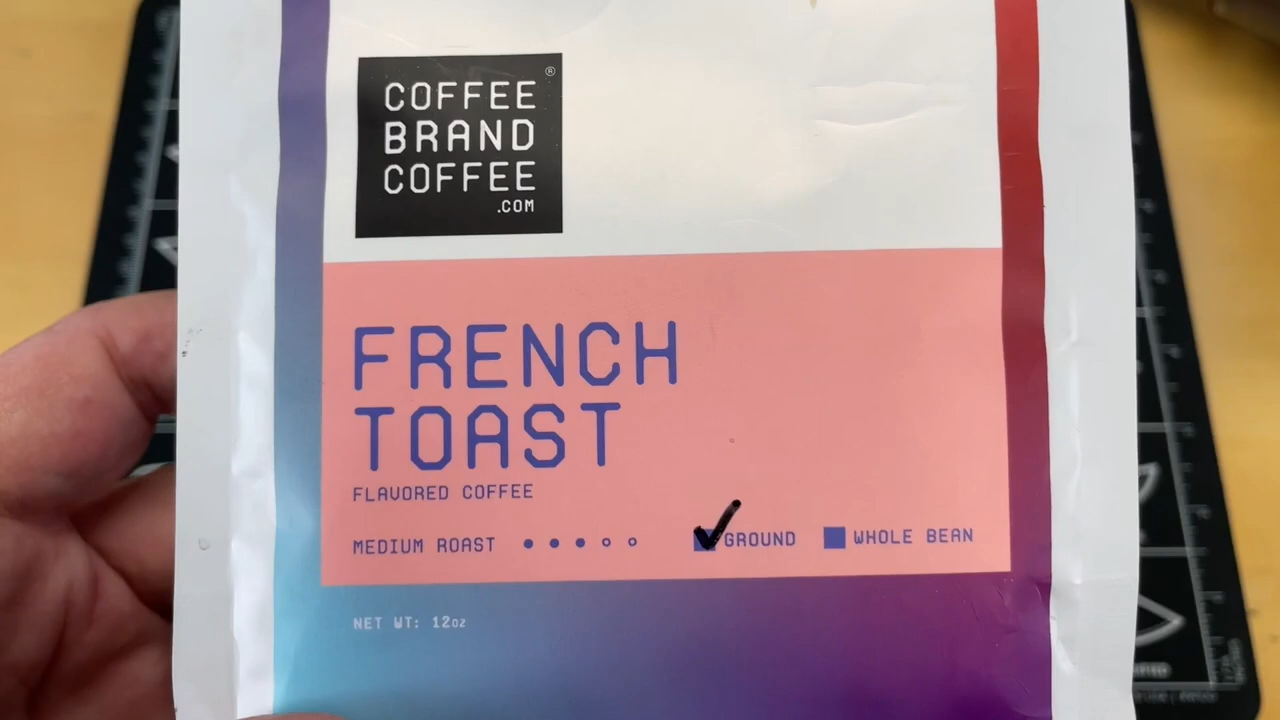 COFFEE ®
BRAND
COFFEE
.COM
FRENCH
TOAST
FLAVORED COFFEE
MEDIUM ROAST
GROUND
WHOLE BEAN
NET WT: 12oz